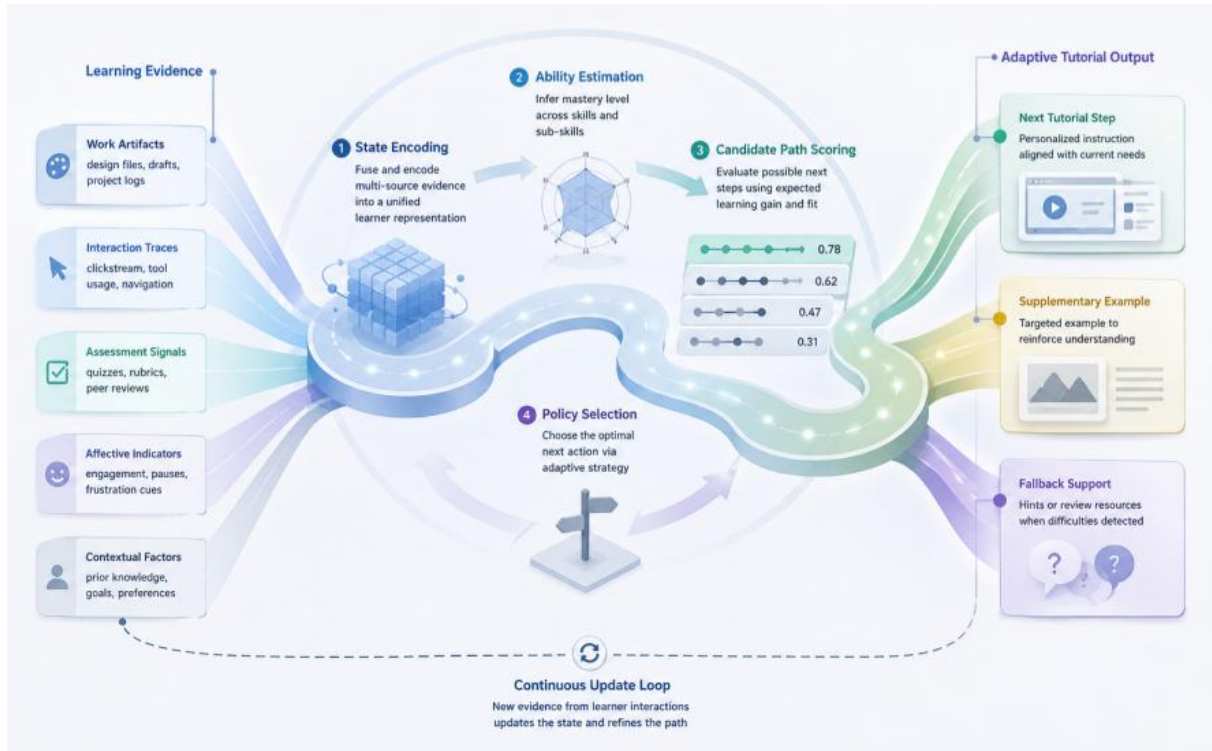 Learning Evidence
Work Artifacts
design files, drafts,
project logs
Interaction Traces
clickstream, tool
usage, navigation
Assessment Signals
quizzes, rubrics,
peer reviews
Affective Indicators
engagement, pauses,
frustration cues
Contextual Factors
prior knowledge,
goals, preferences
1 State Encoding
Fuse and encode
multi-source evidence
into a unified
learner representation
2 Ability Estimation
Infer mastery level
across skills and
sub-skills
3 Candidate Path Scoring
Evaluate possible next
steps using expected
learning gain and fit
0.78
0.62
0.47
0.31
4 Policy Selection
Choose the optimal
next action via
adaptive strategy
Adaptive Tutorial Output
Next Tutorial Step
Personalized instruction
aligned with current needs
Supplementary Example
Targeted example to
reinforce understanding
Fallback Support
Hints or review resources
when difficulties detected
? ? ?
Continuous Update Loop
New evidence from learner interactions
updates the state and refines the path